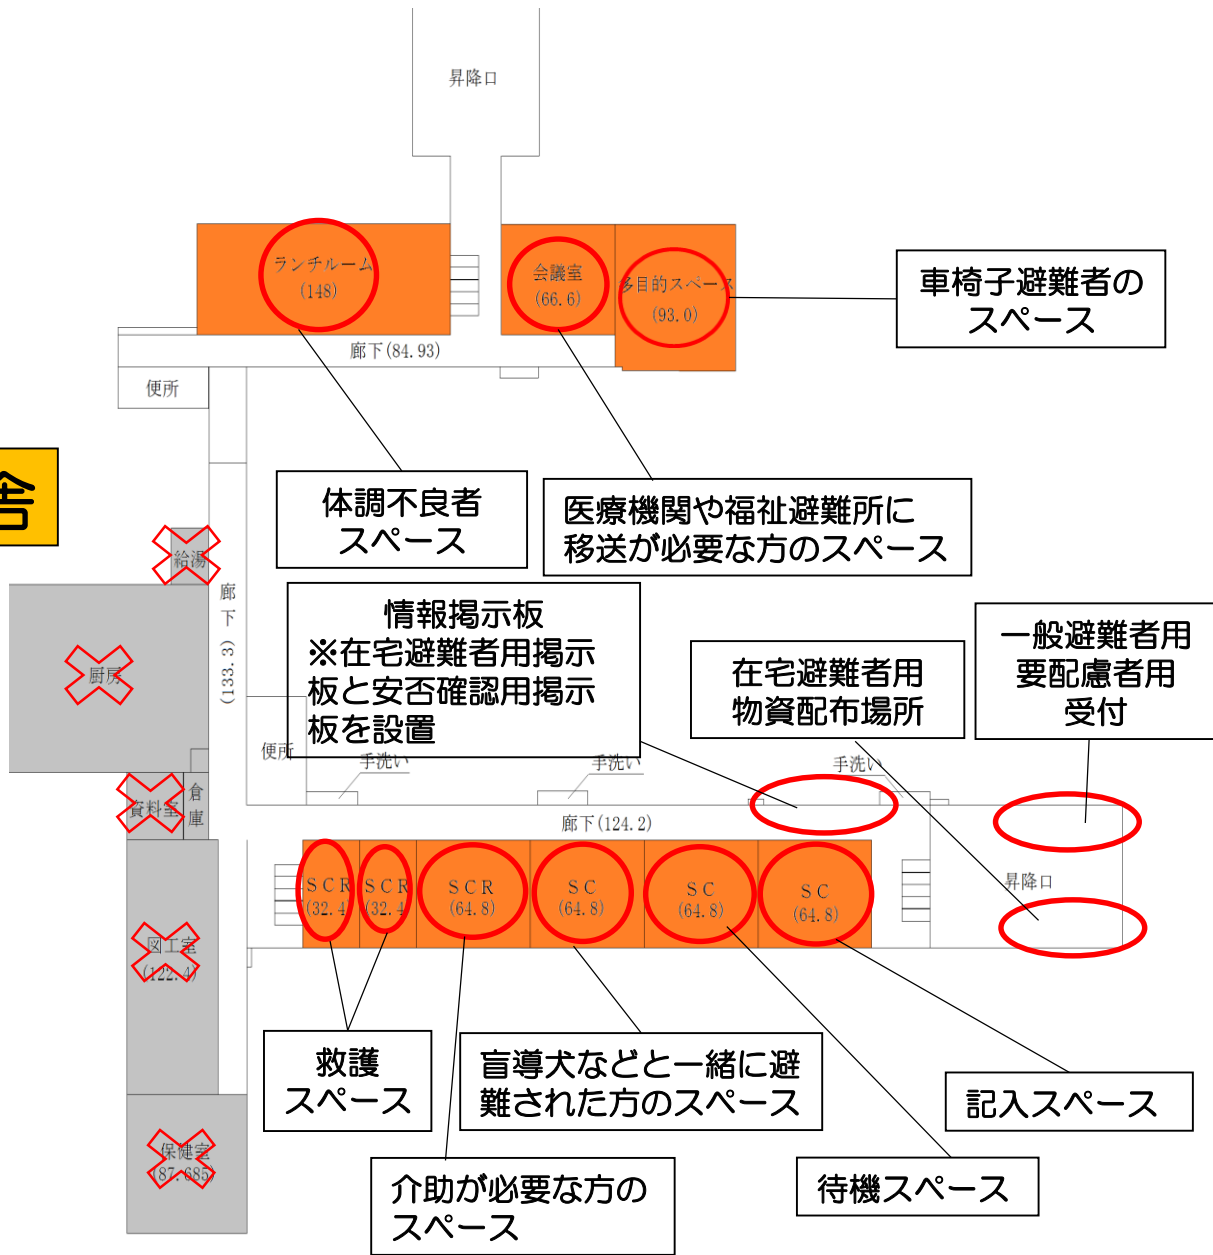 昇降口
ランチルーム
(148)
会議室
(66.6)
多目的スペース
(93.0)
車椅子避難者の
スペース
廊下(84.93)
便所
舎
体調不良者
スペース
医療機関や福祉避難所に
移送が必要な方のスペース
給湯
廊下(133.3)
厨房
情報掲示板
※在宅避難者用掲示
板と安否確認用掲示
板を設置
在宅避難者用
物資配布場所
一般避難者用
要配慮者用
受付
便所
手洗い
手洗い
手洗い
資料室
倉庫
廊下(124.2)
昇降口
ＳＣＲ
(32.4)
ＳＣＲ
(32.4
ＳＣＲ
(64.8)
ＳＣ
(64.8)
ＳＣ
(64.8)
ＳＣ
(64.8)
図工室
(122.4)
救護
スペース
盲導犬などと一緒に避
難された方のスペース
記入スペース
保健室
(87.685)
介助が必要な方の
スペース
待機スペース